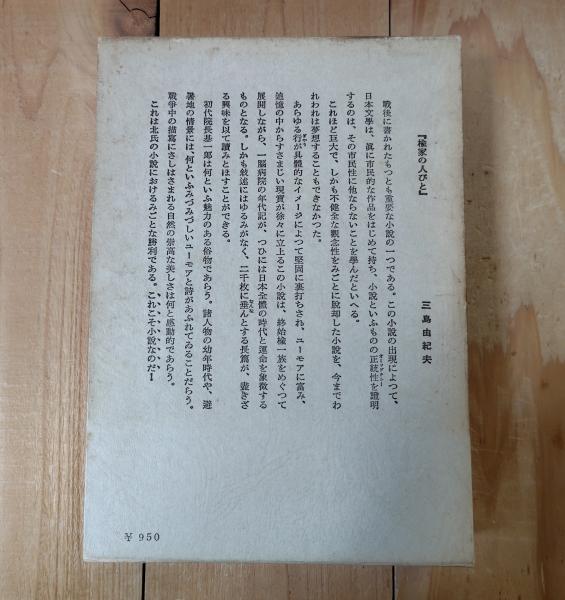 『楡家の人びと』
三島由紀夫
戰後に書かれたもつとも重要な小説の一つである。この小説の出現によつて、
日本文學は、眞に市民的な作品をはじめて持ち、小説といふものの正統性を證明
するのは、その市民性に他ならないことを學んだといへる。
これほど巨大で、しかも不健全な觀念性をみごとに脱却した小説を、今までわ
れわれは夢想することもできなかつた。
あらゆる行が具體的なイメージによつて堅固に裏打ちされ、ユーモアに富み、
追憶の中からすさまじい現實が徐々に立上るこの小説は、終始楡一族をめぐつて
展開しながら、一腦病院の年代記が、つひには日本全體の時代と運命を象徴する
ものとなる。しかも敍述にはゆるみがなく、二千枚に垂んとする長篇が、盡きざ
る興味を以て讀みとほすことができる。
初代院長基一郎は何といふ魅力のある俗物であらう。諸人物の幼年時代や、避
暑地の情景には、何といふみづみづしいユーモアと詩があふれてゐることだらう。
戰爭中の描寫にさしはさまれる自然の崇高な美しさは何と感動的であらう。
これは北氏の小説におけるみごとな勝利である。これこそ小説なのだ！
¥ 950